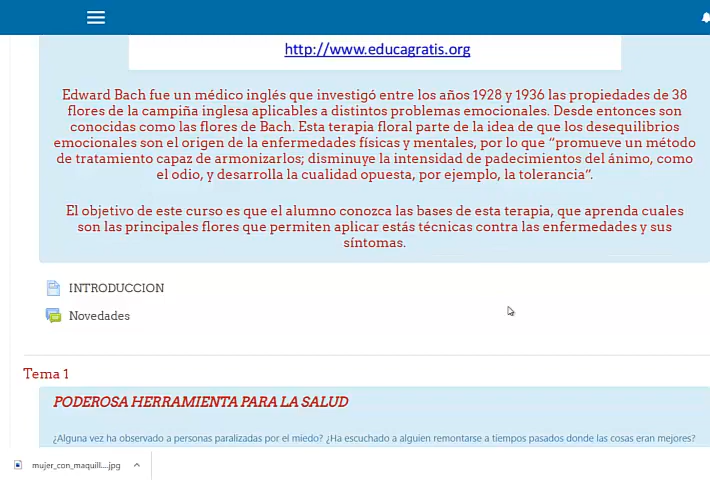 http://www.educagratis.org
Edward Bach fue un médico inglés que investigó entre los años 1928 y 1936 las propiedades de 38
flores de la campiña inglesa aplicables a distintos problemas emocionales. Desde entonces son
conocidas como las flores de Bach. Esta terapia floral parte de la idea de que los desequilibrios
emocionales son el origen de la enfermedades físicas y mentales, por lo que “promueve un método
de tratamiento capaz de armonizarlos; disminuye la intensidad de padecimientos del ánimo, como
el odio, y desarrolla la cualidad opuesta, por ejemplo, la tolerancia”.
El objetivo de este curso es que el alumno conozca las bases de esta terapia, que aprenda cuales
son las principales flores que permiten aplicar estás técnicas contra las enfermedades y sus
síntomas.
INTRODUCCION
Novedades
Tema 1
PODEROSA HERRAMIENTA PARA LA SALUD
¿Alguna vez ha observado a personas paralizadas por el miedo? ¿Ha escuchado a alguien remontarse a tiempos pasados donde las cosas eran mejores?
mujer_con_maquill....jpg